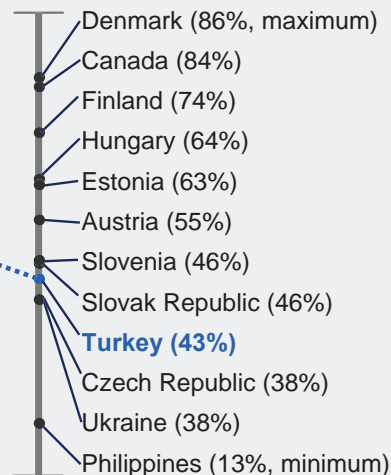 Denmark (86%, maximum)
Canada (84%)
Finland (74%)
Hungary (64%)
Estonia (63%)
Austria (55%)
Slovenia (46%)
Slovak Republic (46%)
Turkey (43%)
Czech Republic (38%)
Ukraine (38%)
Philippines (13%, minimum)